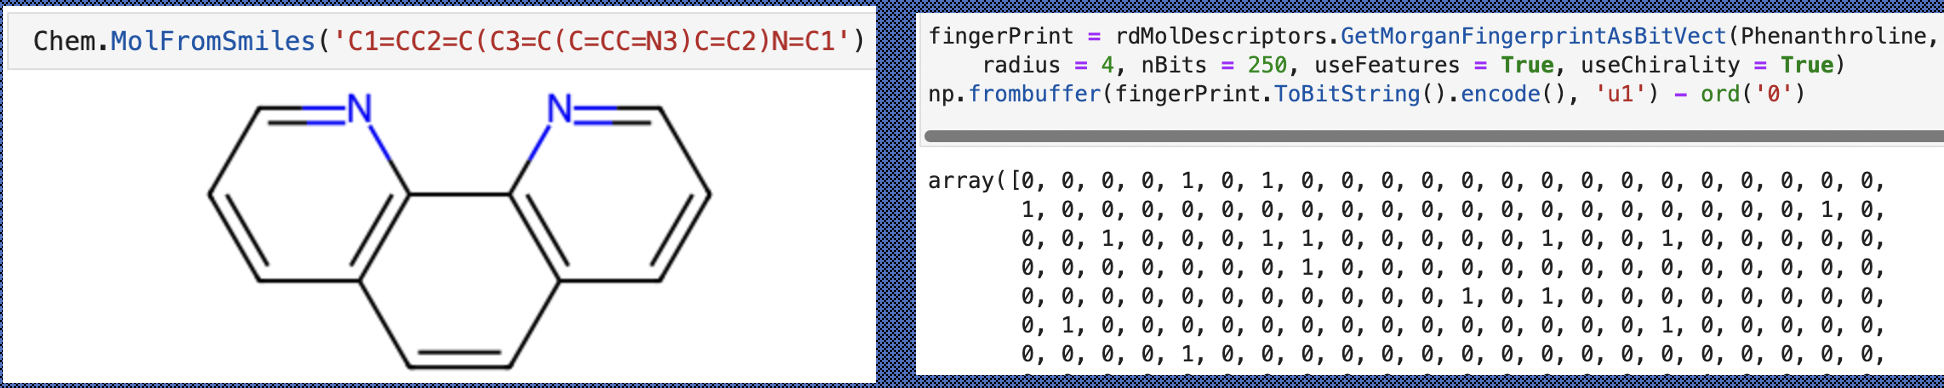 Chem.MolFromSmiles('C1=CC2=C(C3=C(C=CC=N3)C=C2)N=C1')
N N
fingerPrint = rdMolDescriptors.GetMorganFingerprintAsBitVect(Phenanthroline,
radius = 4, nBits = 250, useFeatures = True, useChirality = True)
np.frombuffer(fingerPrint.ToBitString().encode(), 'u1') - ord('0')
array([0, 0, 0, 0, 1, 0, 1, 0, 0, 0, 0, 0, 0, 0, 0, 0, 0, 0, 0, 0, 0, 0,
1, 0, 0, 0, 0, 0, 0, 0, 0, 0, 0, 0, 0, 0, 0, 0, 0, 0, 0, 0, 1, 0,
0, 0, 1, 0, 0, 0, 1, 1, 0, 0, 0, 0, 0, 1, 0, 0, 1, 0, 0, 0, 0, 0,
0, 0, 0, 0, 0, 0, 0, 1, 0, 0, 0, 0, 0, 0, 0, 0, 0, 0, 0, 0, 0, 0,
0, 0, 0, 0, 0, 0, 0, 0, 0, 0, 0, 1, 0, 1, 0, 0, 0, 0, 0, 0, 0, 0,
0, 1, 0, 0, 0, 0, 0, 0, 0, 0, 0, 0, 0, 0, 0, 0, 1, 0, 0, 0, 0, 0,
0, 0, 0, 0, 1, 0, 0, 0, 0, 0, 0, 0, 0, 0, 0, 0, 0, 0, 0, 0, 0, 0,